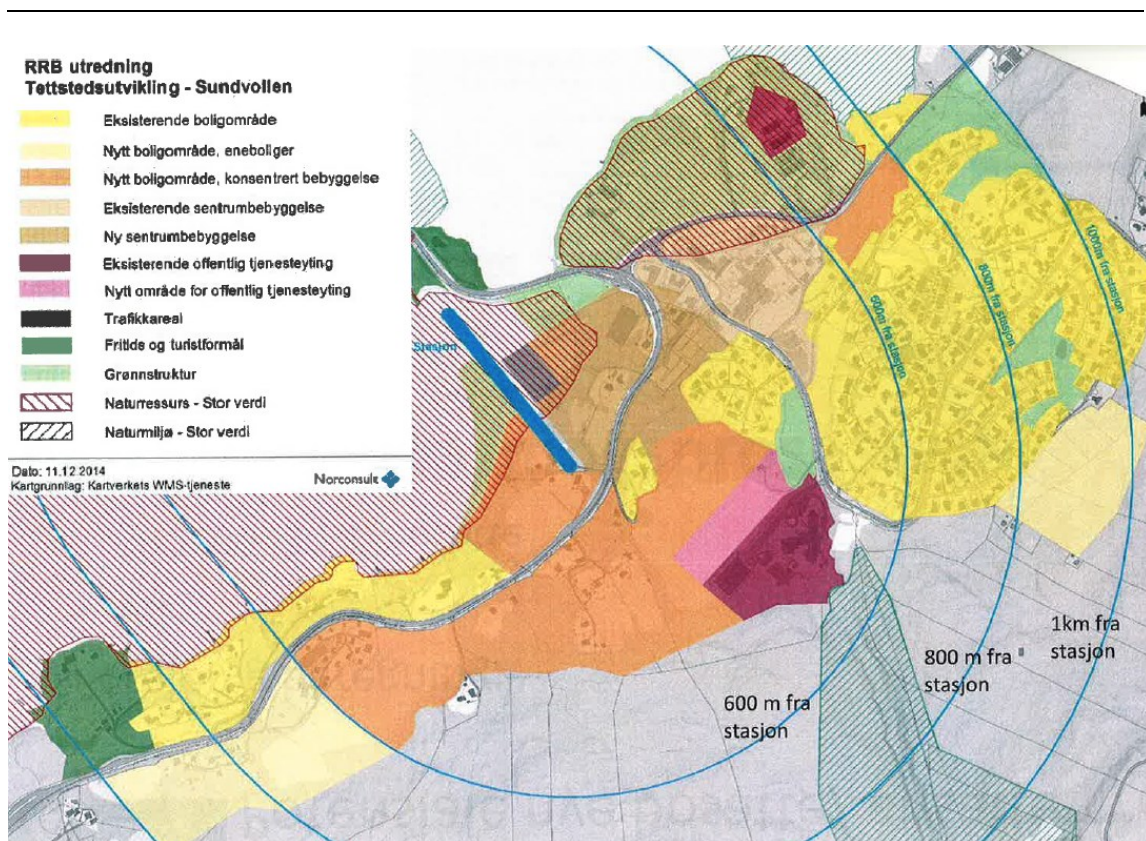 RRB utredning
Tettstedsutvikling - Sundvollen
Eksisterende boligområde
Nytt boligområde, eneboliger
Nytt boligområde, konsentrert bebyggelse
Eksisterende sentrumbebyggelse
Ny sentrumbebyggelse
Eksisterende offentlig tjenesteyting
Nytt område for offentlig tjenesteyting
Trafikkareal
Fritids og turistformål
Grønnstruktur
Naturressurs - Stor verdi
Naturmiljø - Stor verdi
Dato: 11.12.2014
Kartgrunnlag: Kartverkets WMS-tjeneste
Norconsult
Stasjon
600m fra stasjon
800m fra stasjon
1000m fra stasjon
600 m fra
stasjon
800 m fra
stasjon
1km fra
stasjon